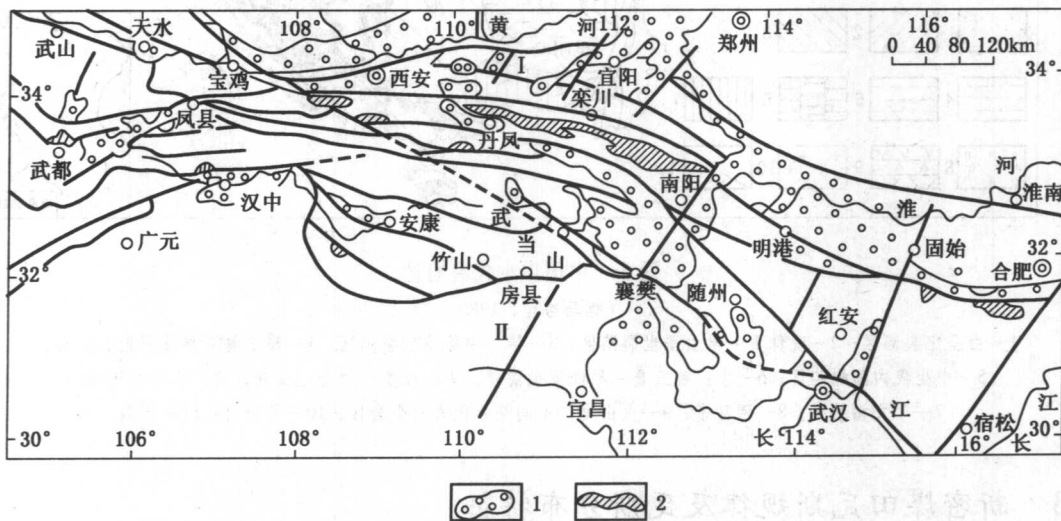 108° 110° 黄 河 112° 郑州 114° 116°
天水
武山
0 40 80 120km
宝鸡 西安 I 宜阳
34° 34°
栾川
凤县
丹凤
武都
南阳 河
汉中 淮 淮南
安康 武
广元 当 明港 固始
竹山 山 32°
32° 合肥
房县 襄樊 随州
II 红安
宜昌 武汉 江 宿松 江
30° 106° 108° 110° 112° 长 114° 16° 长 30°
1 2